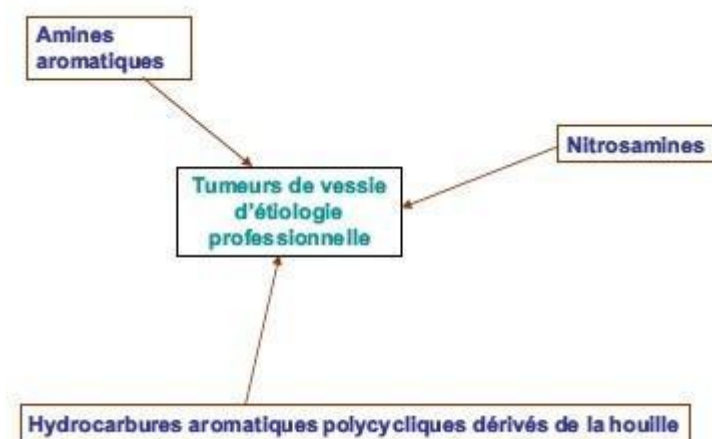 Amines
aromatiques
Nitrosamines
Tumeurs de vessie
d'étiologie
professionnelle
Hydrocarbures aromatiques polycycliques dérivés de la houille